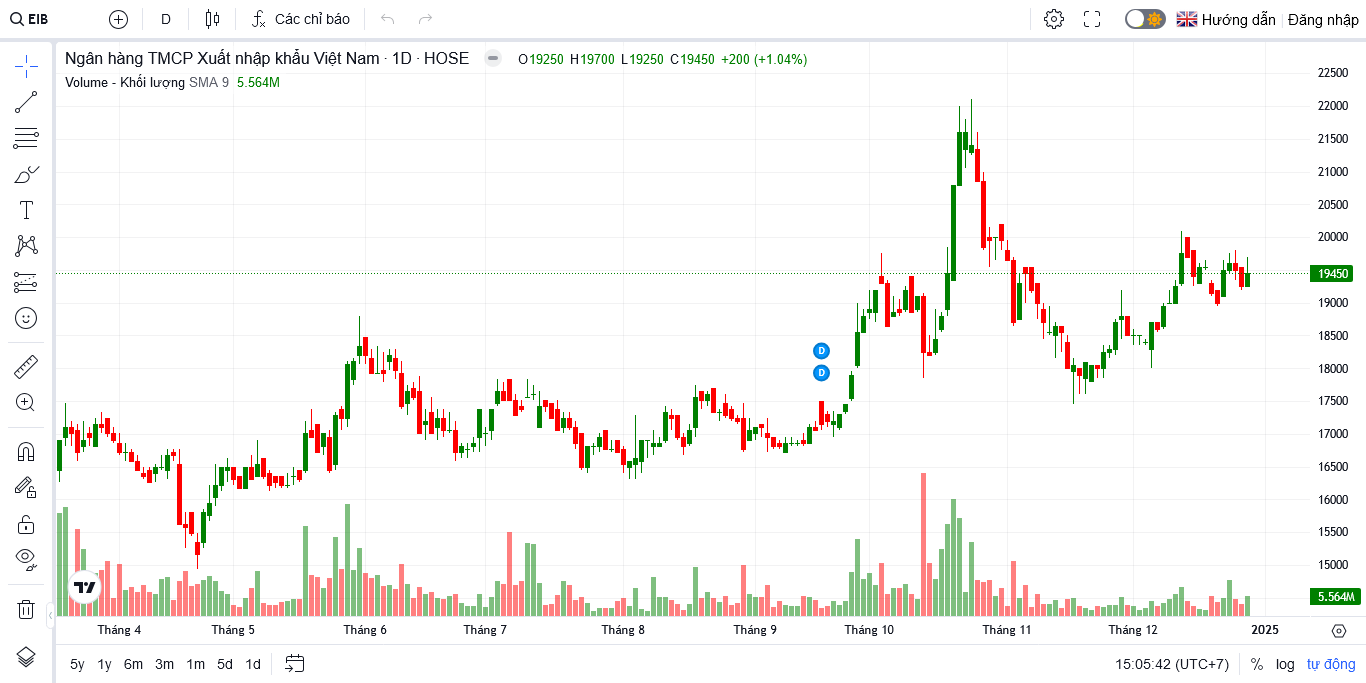 EIB D Các chỉ báo Hướng dẫn Đăng nhập
Ngân hàng TMCP Xuất nhập khẩu Việt Nam · 1D · HOSE O19250 H19700 L19250 C19450 +200 (+1.04%)
Volume - Khối lượng SMA 9 5.564M
22500
22000
21500
21000
20500
20000
19450
19000
18500
D
D
18000
17500
17000
16500
16000
15500
15000
5.564M
Tháng 4 Tháng 5 Tháng 6 Tháng 7 Tháng 8 Tháng 9 Tháng 10 Tháng 11 Tháng 12 2025
5y 1y 6m 3m 1m 5d 1d 15:05:42 (UTC+7) % log tự động